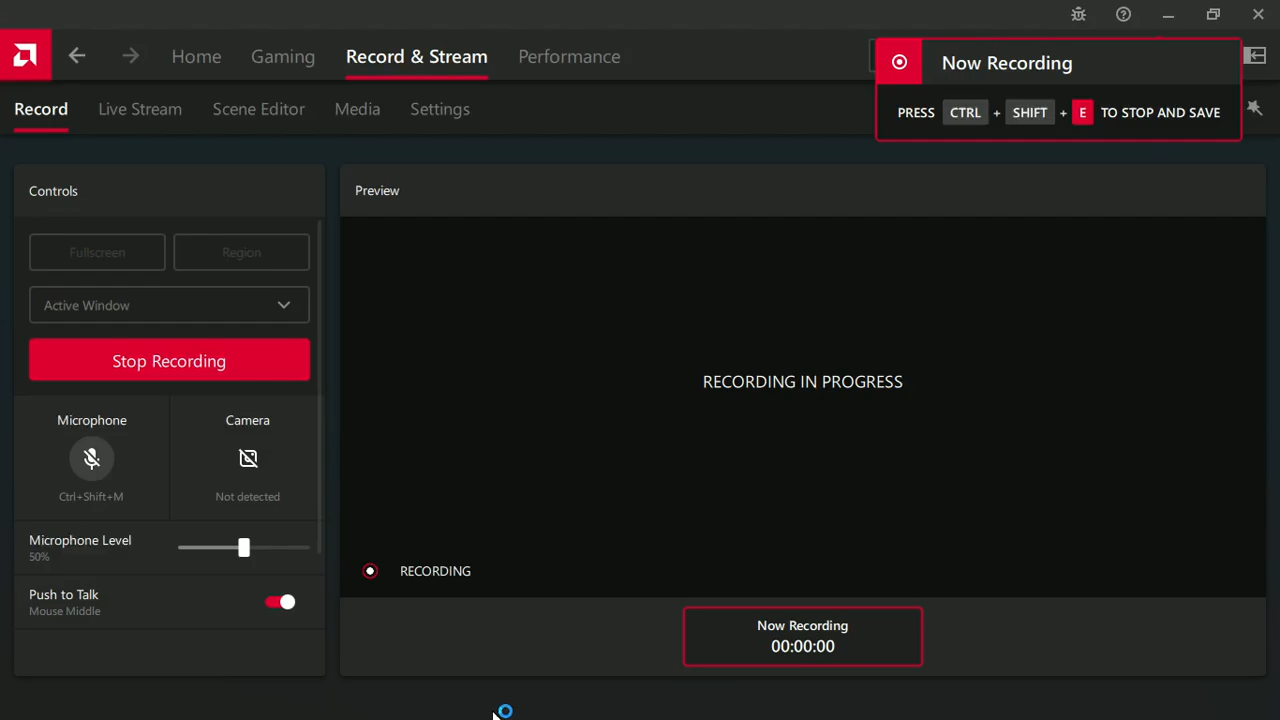 Home Gaming Record & Stream Performance
Now Recording
PRESS CTRL + SHIFT + E TO STOP AND SAVE
Record Live Stream Scene Editor Media Settings
Controls
Fullscreen Region
Active Window
Stop Recording
Microphone Camera
Ctrl+Shift+M Not detected
Microphone Level
50%
Push to Talk
Mouse Middle
Preview
RECORDING IN PROGRESS
RECORDING
Now Recording
00:00:00